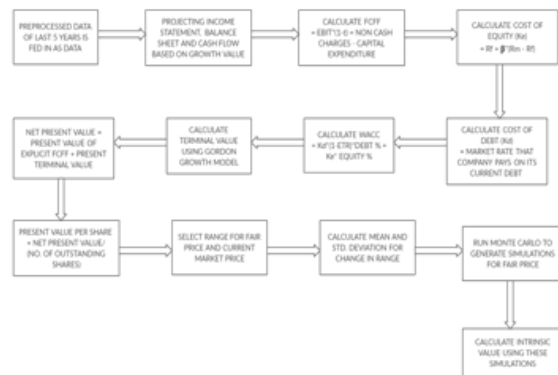 PREPROCESSED DATA
OF LAST 5 YEARS IS
FED IN AS DATA
PROJECTING INCOME
STATEMENT, BALANCE
SHEET AND CASH FLOW
BASED ON GROWTH VALUE
CALCULATE FCFF
= EBIT*(1-t) + NON CASH
CHARGES - CAPITAL
EXPENDITURE
CALCULATE COST OF
EQUITY (Ke)
= Rf + β*(Rm - Rf)
NET PRESENT VALUE =
PRESENT VALUE OF
EXPLICIT FCFF + PRESENT
TERMINAL VALUE
CALCULATE
TERMINAL VALUE
USING GORDON
GROWTH MODEL
CALCULATE WACC
= Kd*(1-ETR)*DEBT % +
Ke* EQUITY %
CALCULATE COST OF
DEBT (Kd)
= MARKET RATE THAT
COMPANY PAYS ON ITS
CURRENT DEBT
PRESENT VALUE PER SHARE
= NET PRESENT VALUE/
(NO. OF OUTSTANDING
SHARES)
SELECT RANGE FOR FAIR
PRICE AND CURRENT
MARKET PRICE
CALCULATE MEAN AND
STD. DEVIATION FOR
CHANGE IN RANGE
RUN MONTE CARLO TO
GENERATE SIMULATIONS
FOR FAIR PRICE
CALCULATE INTRINSIC
VALUE USING THESE
SIMULATIONS